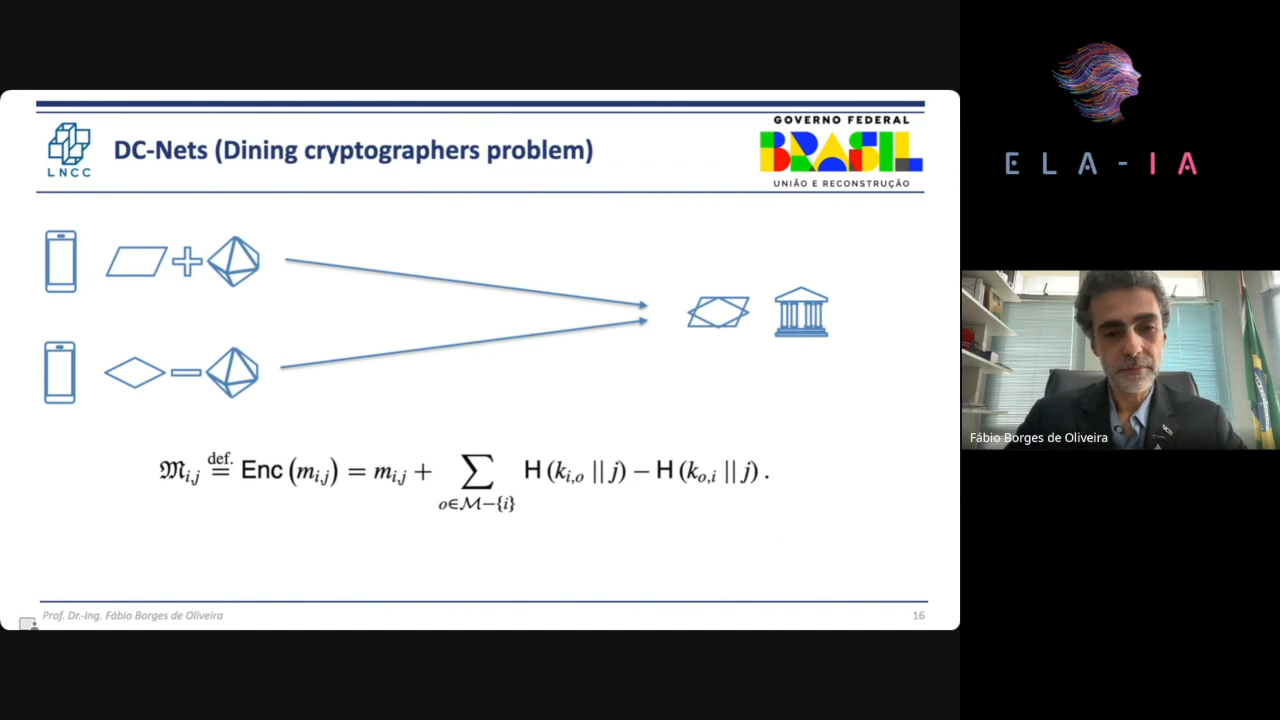 LNCC
DC-Nets (Dining cryptographers problem)
GOVERNO FEDERAL
BRASIL
UNIÃO E RECONSTRUÇÃO
𝔐i,j def.= Enc (mi,j) = mi,j + ∑o∈ℳ−{i} H (ki,o || j) − H (ko,i || j) .
Prof. Dr.-Ing. Fábio Borges de Oliveira
16
ELA-IA
Fábio Borges de Oliveira